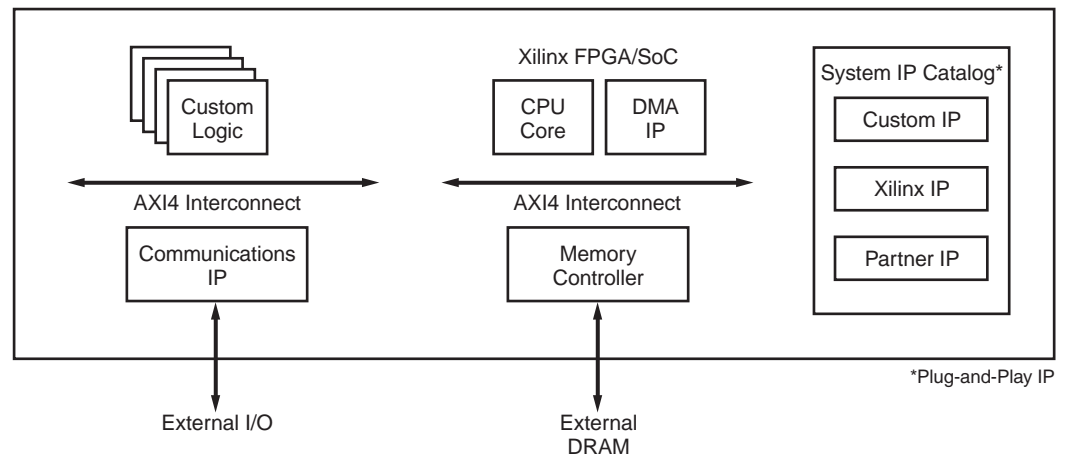 Xilinx FPGA/SoC
Custom
Logic
CPU
Core
DMA
IP
AXI4 Interconnect
AXI4 Interconnect
Communications
IP
Memory
Controller
External I/O
External
DRAM
System IP Catalog*
Custom IP
Xilinx IP
Partner IP
*Plug-and-Play IP